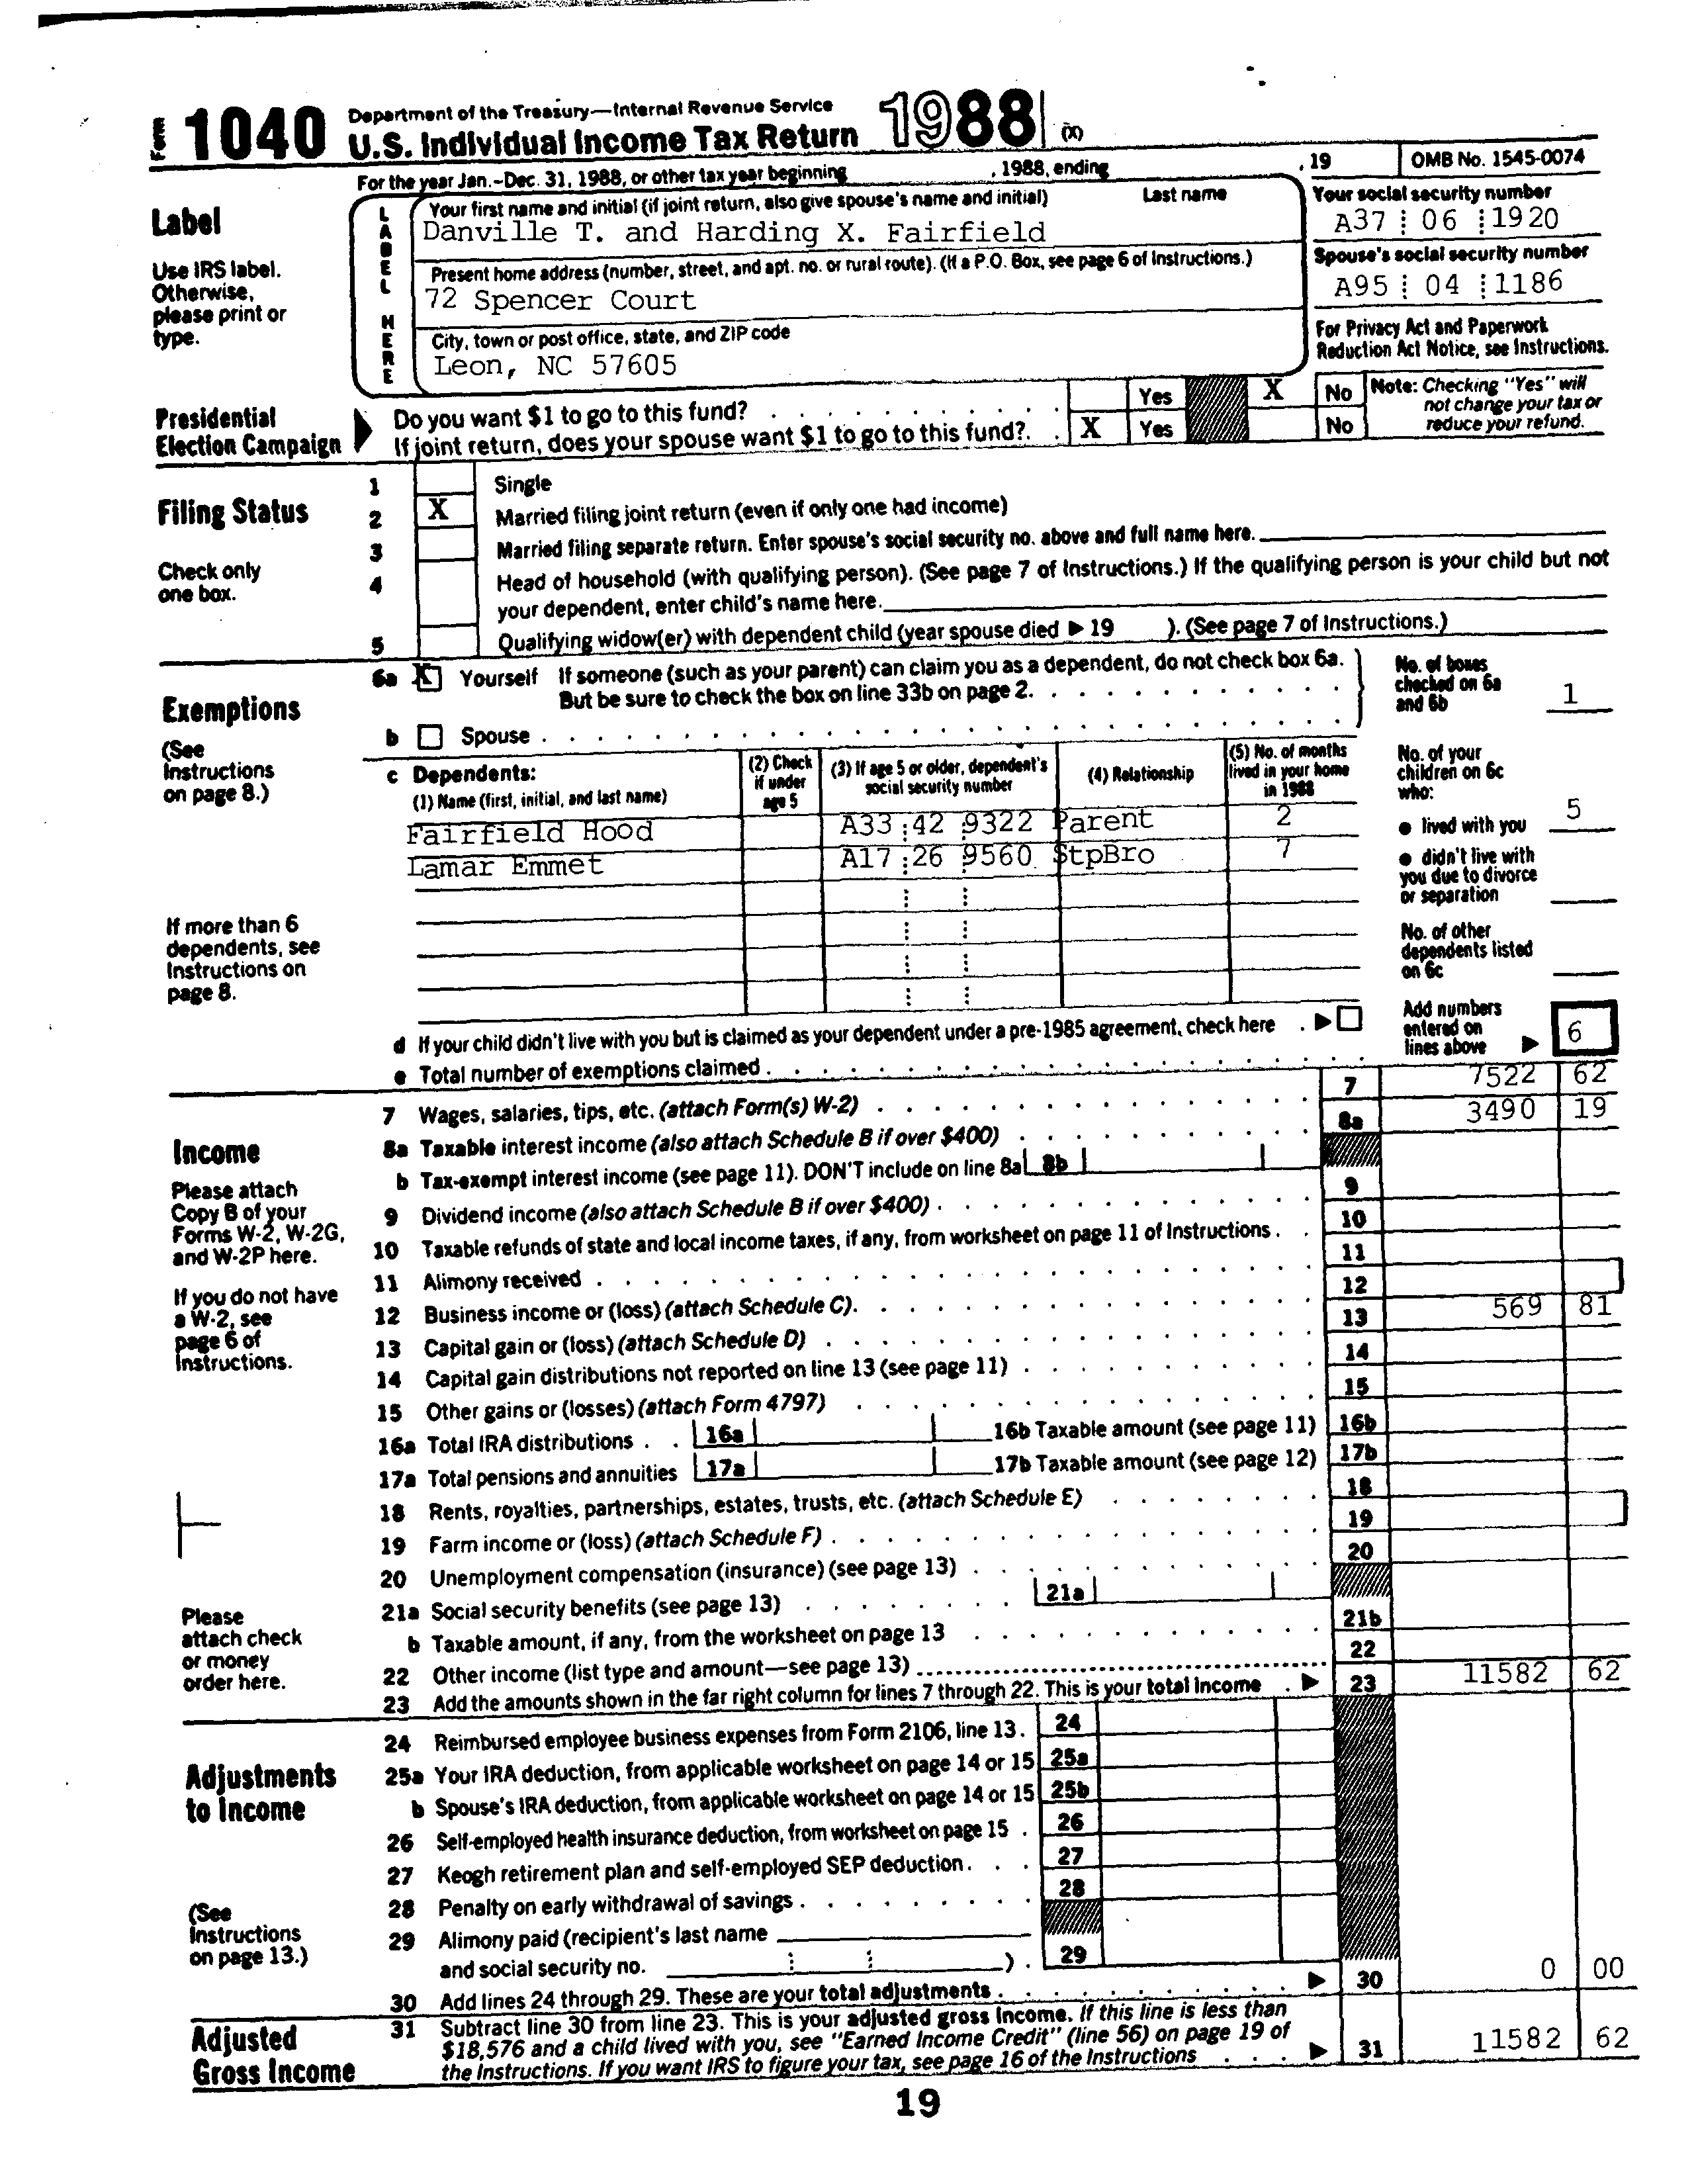 Form 1040 Department of the Treasury—Internal Revenue Service
U.S. Individual Income Tax Return 1988 (X)
For the year Jan.-Dec. 31, 1988, or other tax year beginning , 1988, ending , 19 OMB No. 1545-0074
Label
Use IRS label.
Otherwise,
please print or
type.
LABEL HERE
Your first name and initial (if joint return, also give spouse's name and initial) Last name
Danville T. and Harding X. Fairfield
Present home address (number, street, and apt. no. or rural route). (If a P.O. Box, see page 6 of Instructions.)
72 Spencer Court
City, town or post office, state, and ZIP code
Leon, NC 57605
Your social security number
A37 06 1920
Spouse's social security number
A95 04 1186
For Privacy Act and Paperwork
Reduction Act Notice, see Instructions.
Presidential
Election Campaign
Do you want $1 to go to this fund? Yes X No
If joint return, does your spouse want $1 to go to this fund? X Yes No
Note: Checking "Yes" will
not change your tax or
reduce your refund.
Filing Status
Check only
one box.
1 Single
2 X Married filing joint return (even if only one had income)
3 Married filing separate return. Enter spouse's social security no. above and full name here.
4 Head of household (with qualifying person). (See page 7 of Instructions.) If the qualifying person is your child but not
your dependent, enter child's name here.
5 Qualifying widow(er) with dependent child (year spouse died ▶ 19 ). (See page 7 of Instructions.)
Exemptions
(See
Instructions
on page 8.)
6a X Yourself If someone (such as your parent) can claim you as a dependent, do not check box 6a.
But be sure to check the box on line 33b on page 2.
b Spouse
No. of boxes
checked on 6a
and 6b 1
c Dependents:
(1) Name (first, initial, and last name)
(2) Check
if under
age 5
(3) If age 5 or older, dependent's
social security number
(4) Relationship
(5) No. of months
lived in your home
in 1988
Fairfield Hood A33 42 9322 Parent 2
Lamar Emmet A17 26 9560 StpBro 7
No. of your
children on 6c
who:
● lived with you 5
● didn't live with
you due to divorce
or separation
No. of other
dependents listed
on 6c
If more than 6
dependents, see
Instructions on
page 8.
d If your child didn't live with you but is claimed as your dependent under a pre-1985 agreement, check here
e Total number of exemptions claimed
Add numbers
entered on
lines above 6
Income
Please attach
Copy B of your
Forms W-2, W-2G,
and W-2P here.
If you do not have
a W-2, see
page 6 of
Instructions.
Please
attach check
or money
order here.
7 Wages, salaries, tips, etc. (attach Form(s) W-2) 7 7522 62
8a Taxable interest income (also attach Schedule B if over $400) 8a 3490 19
b Tax-exempt interest income (see page 11). DON'T include on line 8a 8b
9 Dividend income (also attach Schedule B if over $400) 9
10 Taxable refunds of state and local income taxes, if any, from worksheet on page 11 of Instructions 10
11 Alimony received 11
12 Business income or (loss) (attach Schedule C) 12
13 Capital gain or (loss) (attach Schedule D) 13 569 81
14 Capital gain distributions not reported on line 13 (see page 11) 14
15 Other gains or (losses) (attach Form 4797) 15
16a Total IRA distributions 16a 16b Taxable amount (see page 11) 16b
17a Total pensions and annuities 17a 17b Taxable amount (see page 12) 17b
18 Rents, royalties, partnerships, estates, trusts, etc. (attach Schedule E) 18
19 Farm income or (loss) (attach Schedule F) 19
20 Unemployment compensation (insurance) (see page 13) 20
21a Social security benefits (see page 13) 21a
b Taxable amount, if any, from the worksheet on page 13 21b
22 Other income (list type and amount—see page 13) 22
23 Add the amounts shown in the far right column for lines 7 through 22. This is your total income ▶ 23 11582 62
Adjustments
to Income
(See
Instructions
on page 13.)
24 Reimbursed employee business expenses from Form 2106, line 13. 24
25a Your IRA deduction, from applicable worksheet on page 14 or 15 25a
b Spouse's IRA deduction, from applicable worksheet on page 14 or 15 25b
26 Self-employed health insurance deduction, from worksheet on page 15 26
27 Keogh retirement plan and self-employed SEP deduction 27
28 Penalty on early withdrawal of savings 28
29 Alimony paid (recipient's last name
and social security no. ) 29
30 Add lines 24 through 29. These are your total adjustments ▶ 30 0 00
Adjusted
Gross Income
31 Subtract line 30 from line 23. This is your adjusted gross income. If this line is less than
$18,576 and a child lived with you, see "Earned Income Credit" (line 56) on page 19 of
the Instructions. If you want IRS to figure your tax, see page 16 of the Instructions ▶ 31 11582 62
19